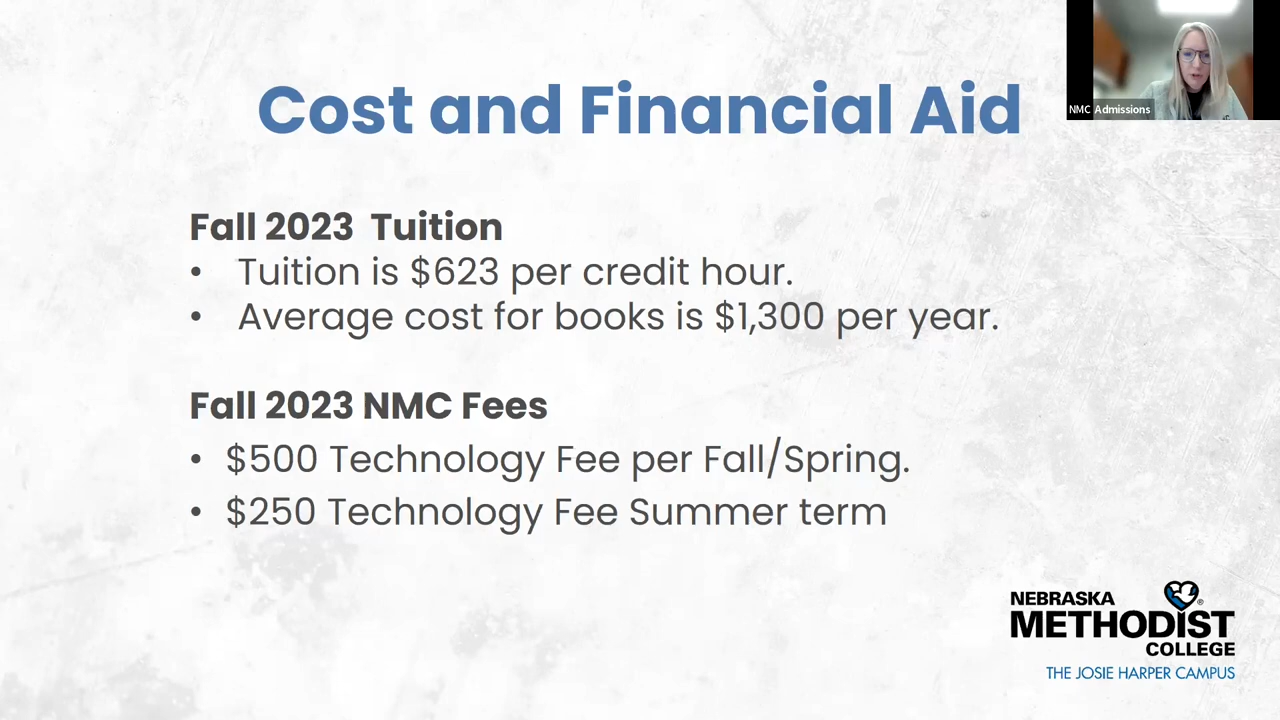 Cost and Financial Aid
NMC Admissions
Fall 2023 Tuition
• Tuition is $623 per credit hour.
• Average cost for books is $1,300 per year.
Fall 2023 NMC Fees
• $500 Technology Fee per Fall/Spring.
• $250 Technology Fee Summer term
NEBRASKA
METHODIST
®
COLLEGE
THE JOSIE HARPER CAMPUS